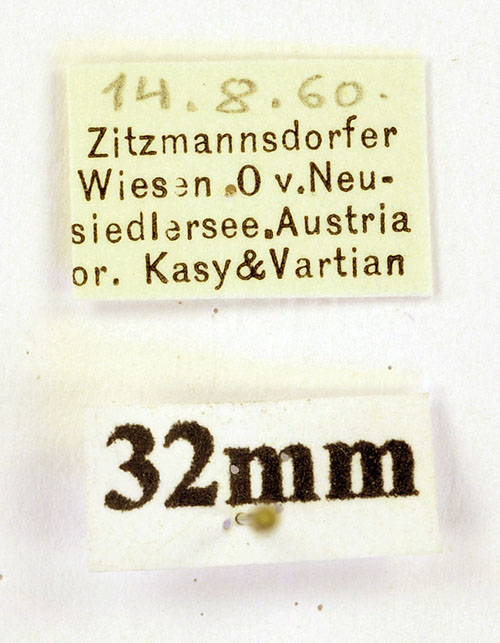 14.8.60.
Zitzmannsdorfer
Wiesen .O v.Neu-
siedlersee.Austria
or. Kasy&Vartian
32mm